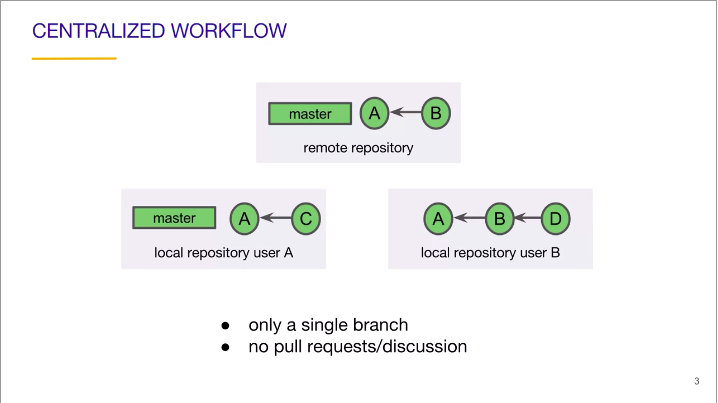 CENTRALIZED WORKFLOW
master A B
remote repository
master A C
local repository user A
A B D
local repository user B
● only a single branch
● no pull requests/discussion
3